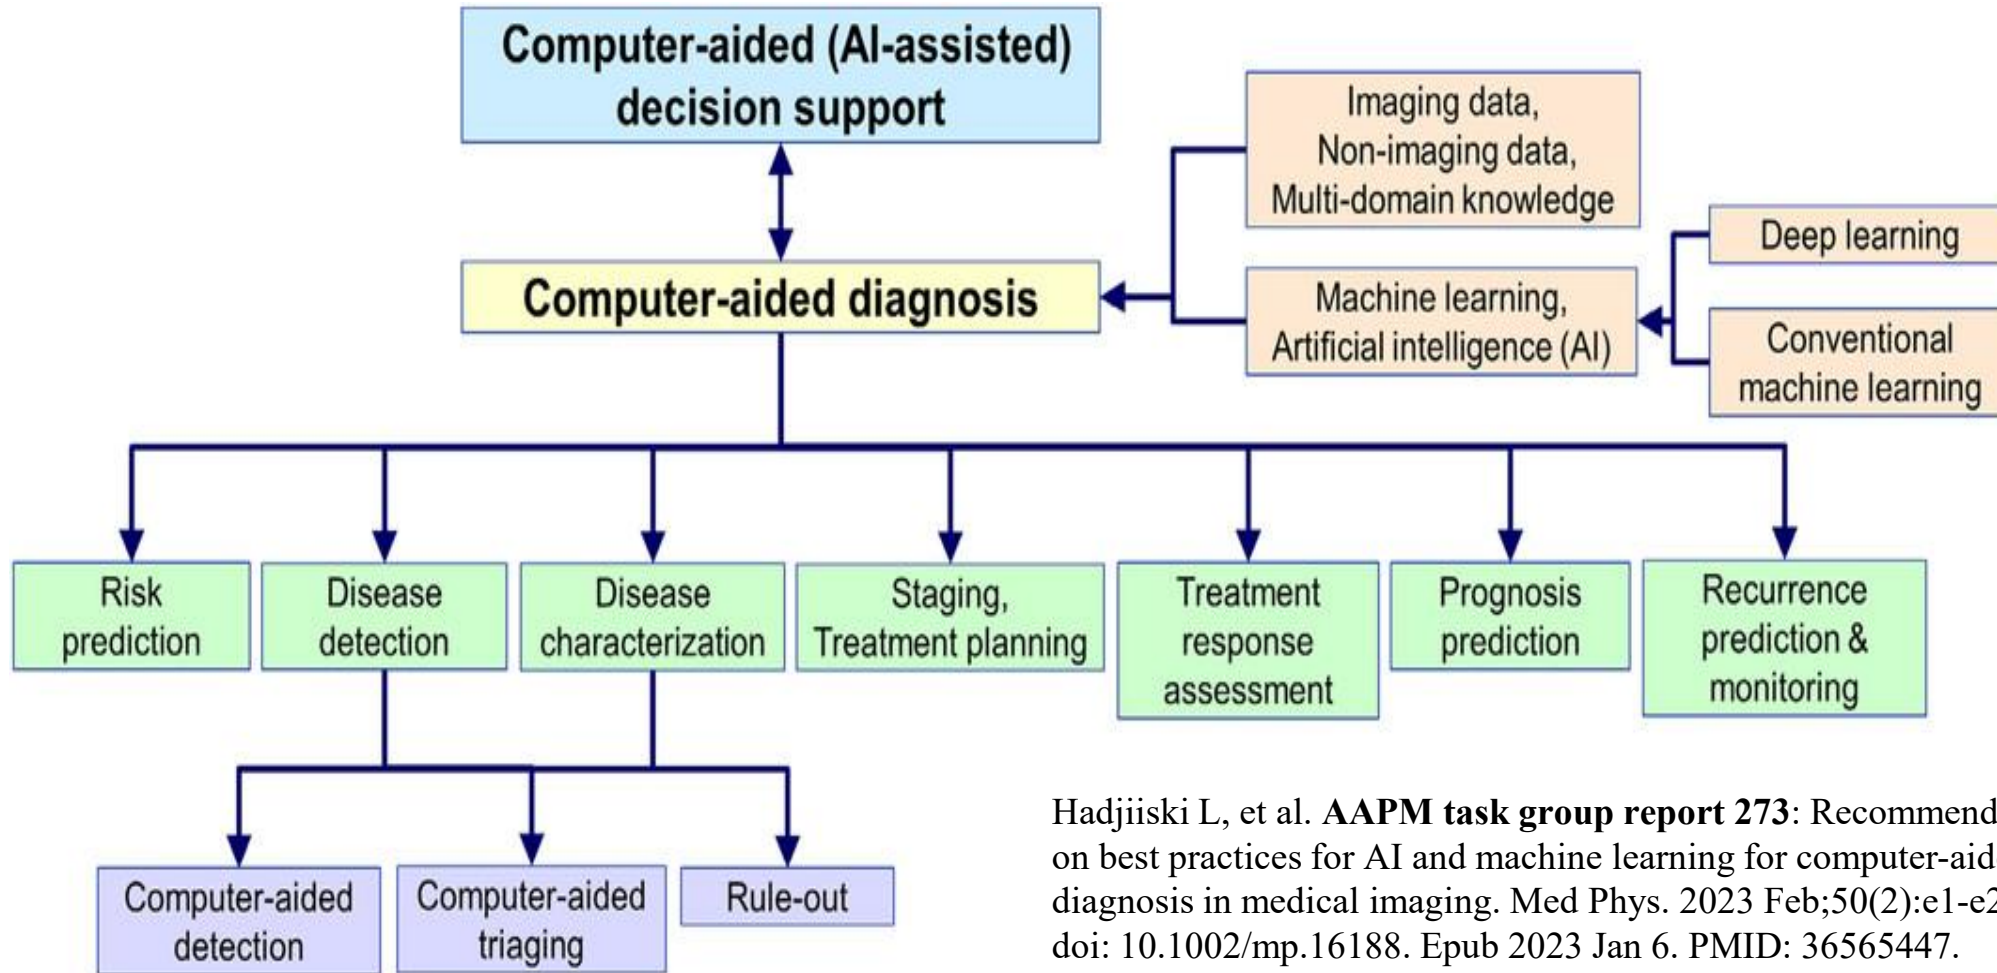 Computer-aided (AI-assisted)
decision support
Imaging data,
Non-imaging data,
Multi-domain knowledge
Deep learning
Computer-aided diagnosis
Machine learning,
Artificial intelligence (AI)
Conventional
machine learning
Risk
prediction
Disease
detection
Disease
characterization
Staging,
Treatment planning
Treatment
response
assessment
Prognosis
prediction
Recurrence
prediction &
monitoring
Computer-aided
detection
Computer-aided
triaging
Rule-out
Hadjiiski L, et al. AAPM task group report 273: Recommend
on best practices for AI and machine learning for computer-aid
diagnosis in medical imaging. Med Phys. 2023 Feb;50(2):e1-e2
doi: 10.1002/mp.16188. Epub 2023 Jan 6. PMID: 36565447.